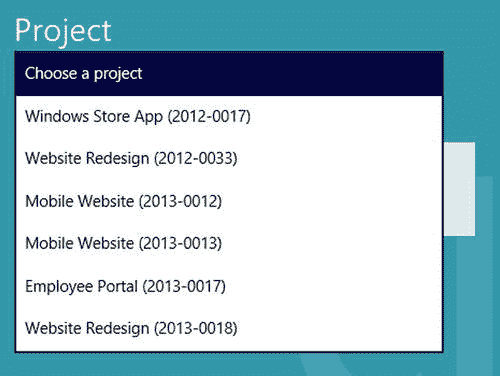 Project
Choose a project
Windows Store App (2012-0017)
Website Redesign (2012-0033)
Mobile Website (2013-0012)
Mobile Website (2013-0013)
Employee Portal (2013-0017)
Website Redesign (2013-0018)